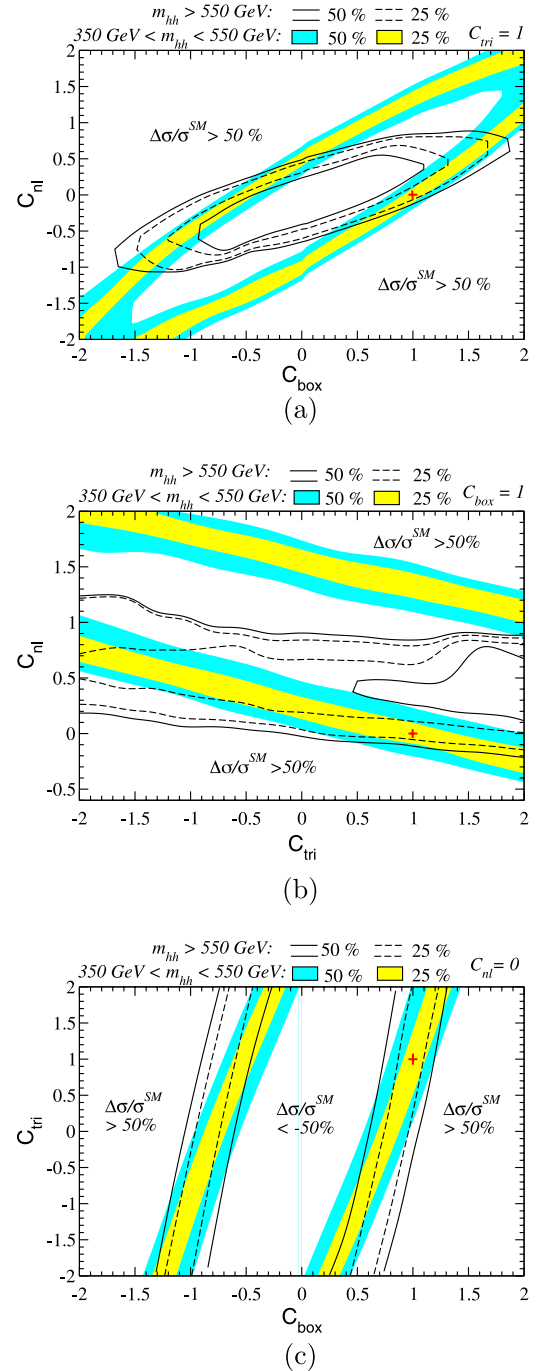 m_hh > 550 GeV: 50 % 25 %
350 GeV < m_hh < 550 GeV: 50 % 25 % C_tri = 1
2
1.5
1
0.5
0
-0.5
-1
-1.5
-2
C_nl
Δσ/σ^SM > 50 %
Δσ/σ^SM > 50 %
-2 -1.5 -1 -0.5 0 0.5 1 1.5 2
C_box
(a)
m_hh > 550 GeV: 50 % 25 %
350 GeV < m_hh < 550 GeV: 50 % 25 % C_box = 1
2
1.5
1
0.5
0
-0.5
C_nl
Δσ/σ^SM >50%
Δσ/σ^SM >50%
-2 -1.5 -1 -0.5 0 0.5 1 1.5 2
C_tri
(b)
m_hh > 550 GeV: 50 % 25 %
350 GeV < m_hh < 550 GeV: 50 % 25 % C_nl = 0
2
1.5
1
0.5
0
-0.5
-1
-1.5
-2
C_tri
Δσ/σ^SM
> 50%
Δσ/σ^SM
< -50%
Δσ/σ^SM
> 50%
-2 -1.5 -1 -0.5 0 0.5 1 1.5 2
C_box
(c)